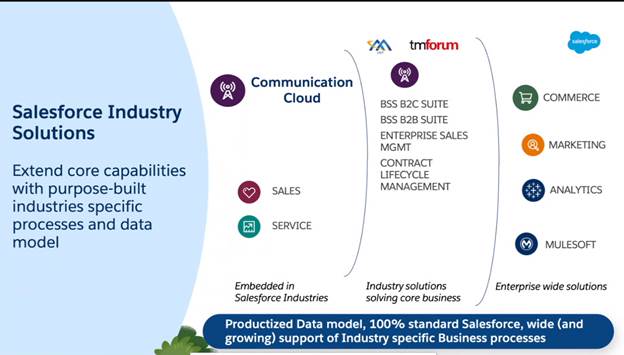 Salesforce Industry
Solutions
Extend core capabilities
with purpose-built
industries specific
processes and data
model
Communication
Cloud
SALES
SERVICE
Embedded in
Salesforce Industries
tmforum
BSS B2C SUITE
BSS B2B SUITE
ENTERPRISE SALES
MGMT
CONTRACT
LIFECYCLE
MANAGEMENT
Industry solutions
solving core business
salesforce
COMMERCE
MARKETING
ANALYTICS
MULESOFT
Enterprise wide solutions
Productized Data model, 100% standard Salesforce, wide (and
growing) support of Industry specific Business processes